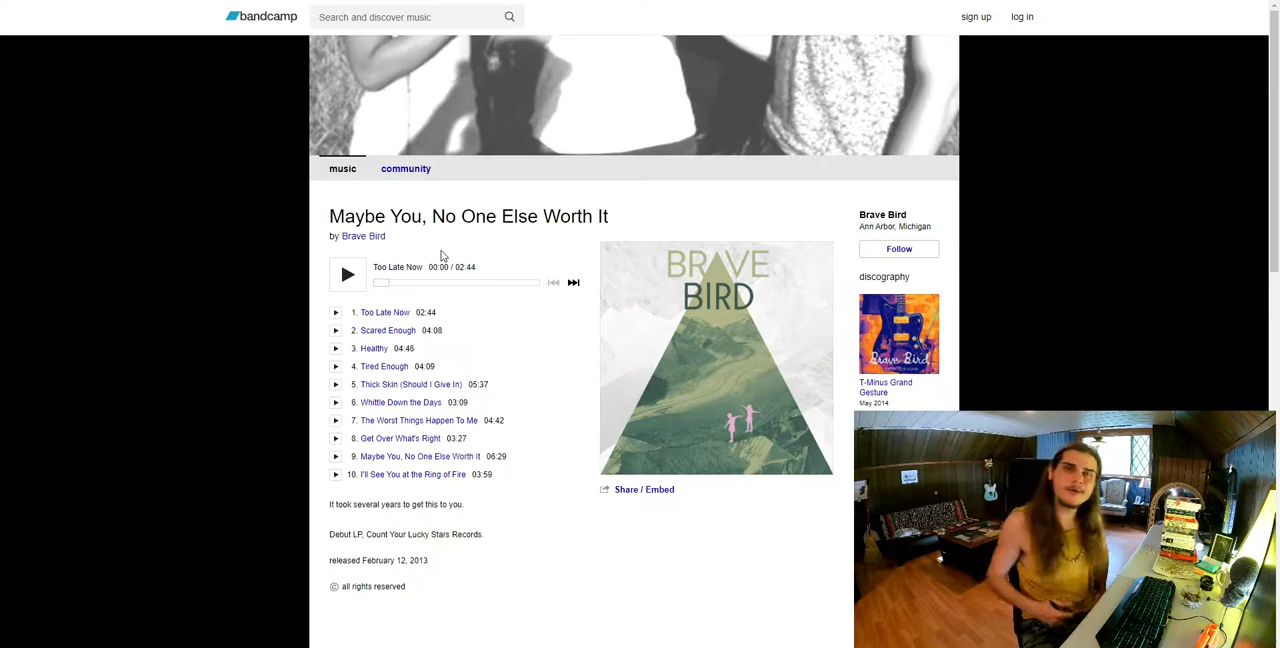 bandcamp
Search and discover music
sign up
log in
music
community
Maybe You, No One Else Worth It
by Brave Bird
Too Late Now 00:00 / 02:44
1. Too Late Now 02:44
2. Scared Enough 04:08
3. Healthy 04:46
4. Tired Enough 04:09
5. Thick Skin (Should I Give In) 05:37
6. Whittle Down the Days 03:09
7. The Worst Things Happen To Me 04:42
8. Get Over What's Right 03:27
9. Maybe You, No One Else Worth It 06:29
10. I'll See You at the Ring of Fire 03:59
It took several years to get this to you.
Debut LP, Count Your Lucky Stars Records.
released February 12, 2013
© all rights reserved
BRAVE
BIRD
Share / Embed
Brave Bird
Ann Arbor, Michigan
Follow
discography
Brave Bird
T-Minus Grand
Gesture
May 2014